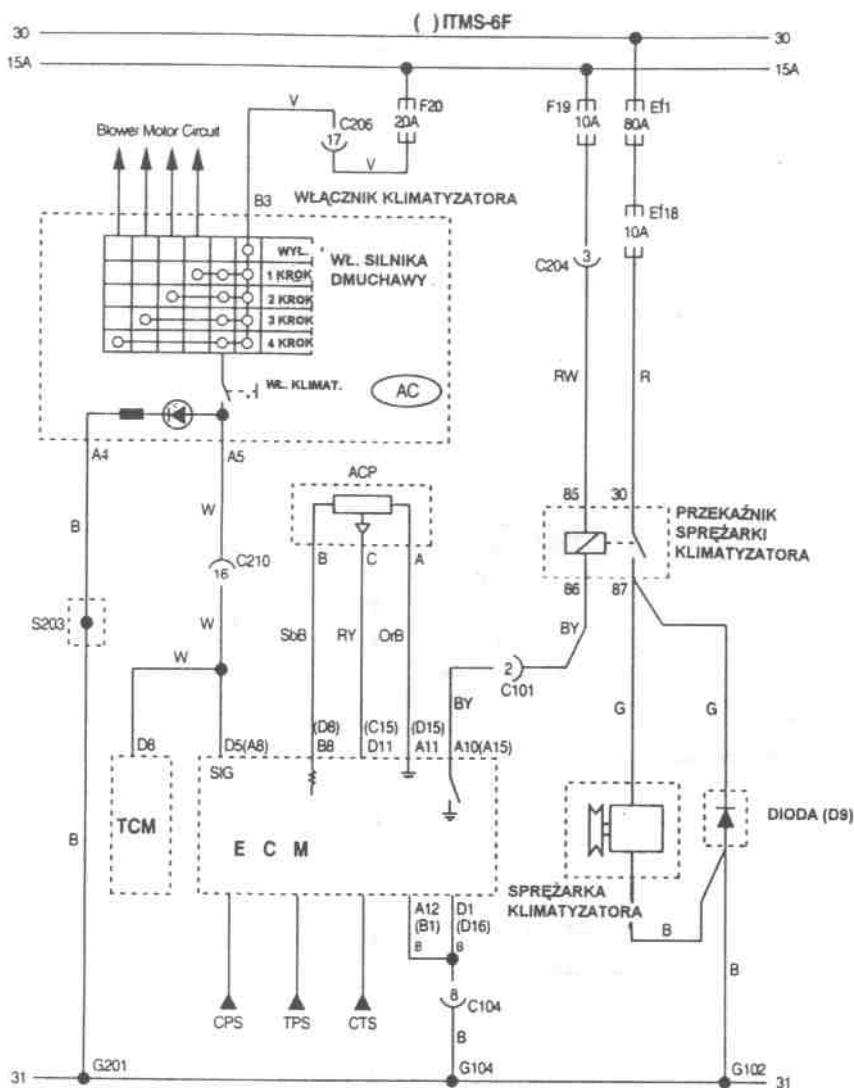 ( ) ITMS-6F
30
30
15A
15A
Blower Motor Circuit
V
C206
17
V
F20
20A
F19
10A
Ef1
80A
Ef18
10A
B3
WŁĄCZNIK KLIMATYZATORA
WYŁ.
1 KROK
2 KROK
3 KROK
4 KROK
WŁ. SILNIKA
DMUCHAWY
C204
3
WŁ. KLIMAT.
AC
RW
R
A4
A5
ACP
B
W
C210
16
W
B
C
A
85
30
PRZEKAŹNIK
SPRĘŻARKI
KLIMATYZATORA
86
87
S203
W
SbB
RY
OrB
BY
2
C101
BY
G
G
D8
D5(A8)
SIG
(D8)
B8
(C15)
D11
(D15)
A11
A10(A15)
TCM
E C M
B
DIODA (D9)
SPRĘŻARKA
KLIMATYZATORA
A12
(B1)
B
D1
(D16)
B
B
B
8
C104
B
CPS
TPS
CTS
31
G201
G104
G102
31